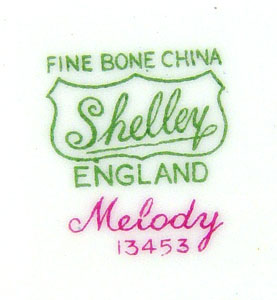 FINE BONE CHINA
Shelley
ENGLAND
Melody
13453